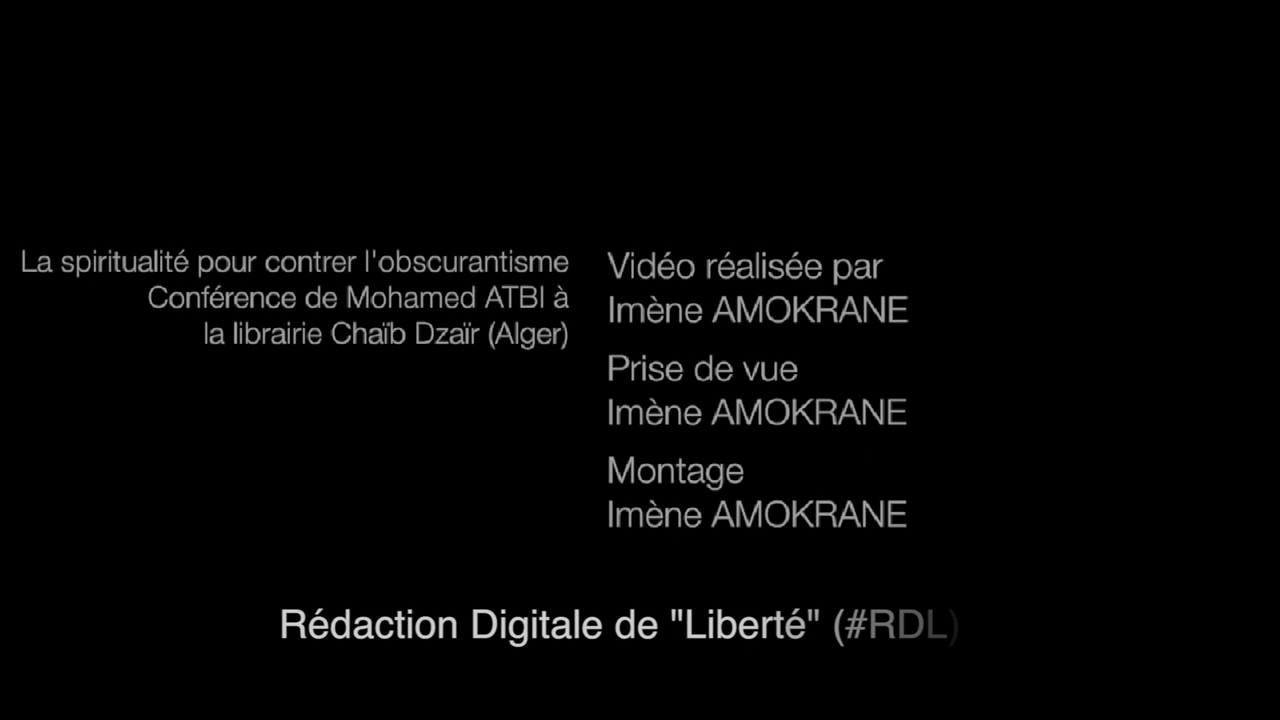 La spiritualité pour contrer l'obscurantisme
Conférence de Mohamed ATBI à
la librairie Chaïb Dzaïr (Alger)
Vidéo réalisée par
Imène AMOKRANE
Prise de vue
Imène AMOKRANE
Montage
Imène AMOKRANE
Rédaction Digitale de "Liberté" (#RDL)